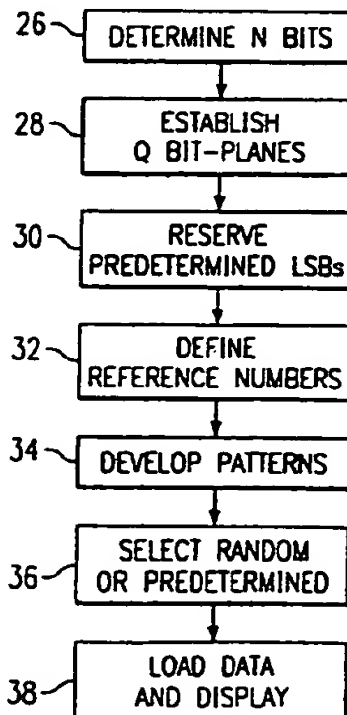 26 DETERMINE N BITS
28 ESTABLISH
Q BIT-PLANES
30 RESERVE
PREDETERMINED LSBs
32 DEFINE
REFERENCE NUMBERS
34 DEVELOP PATTERNS
SELECT RANDOM
36 OR PREDETERMINED
LOAD DATA
38 AND DISPLAY